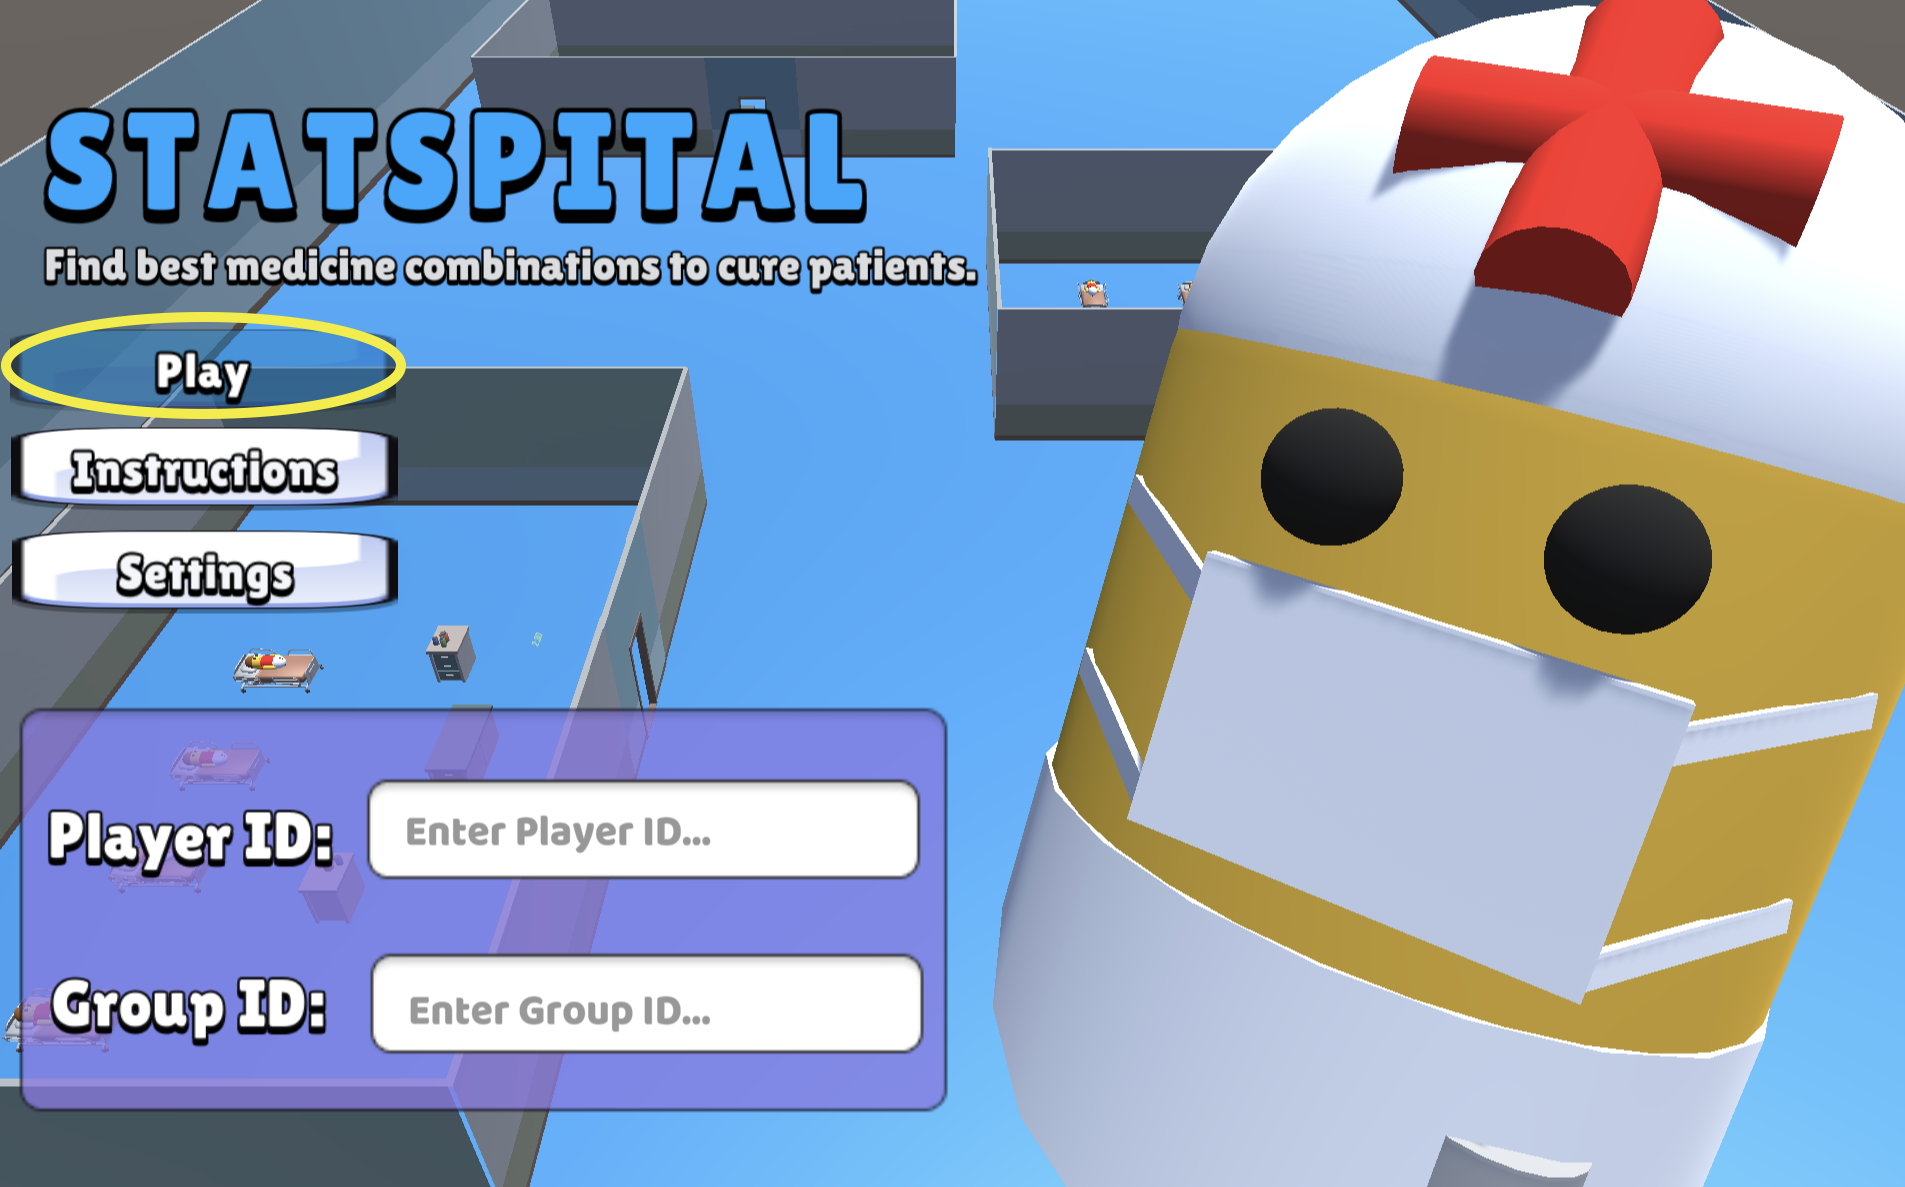 STATSPITAL
Find best medicine combinations to cure patients.
Play
Instructions
Settings
Player ID:
Enter Player ID...
Group ID:
Enter Group ID...